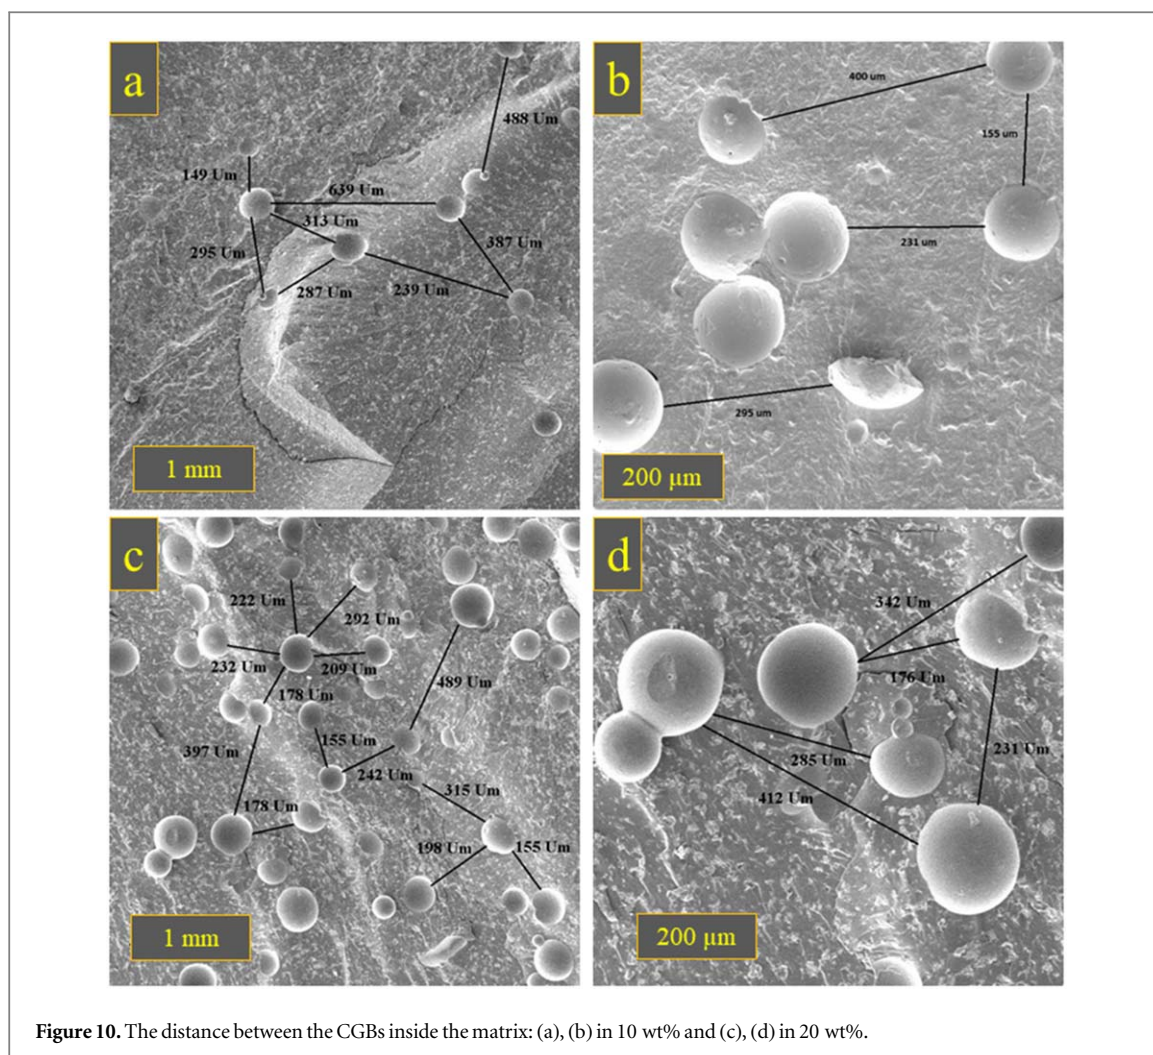 a
488 Um
149 Um
639 Um
313 Um
387 Um
295 Um
287 Um
239 Um
1 mm
b
400 um
155 um
231 um
295 um
200 µm
c
222 Um
292 Um
232 Um
209 Um
178 Um
489 Um
397 Um
155 Um
242 Um
315 Um
178 Um
198 Um
155 Um
1 mm
d
342 Um
176 Um
231 Um
285 Um
412 Um
200 µm
Figure 10. The distance between the CGBs inside the matrix: (a), (b) in 10 wt% and (c), (d) in 20 wt%.